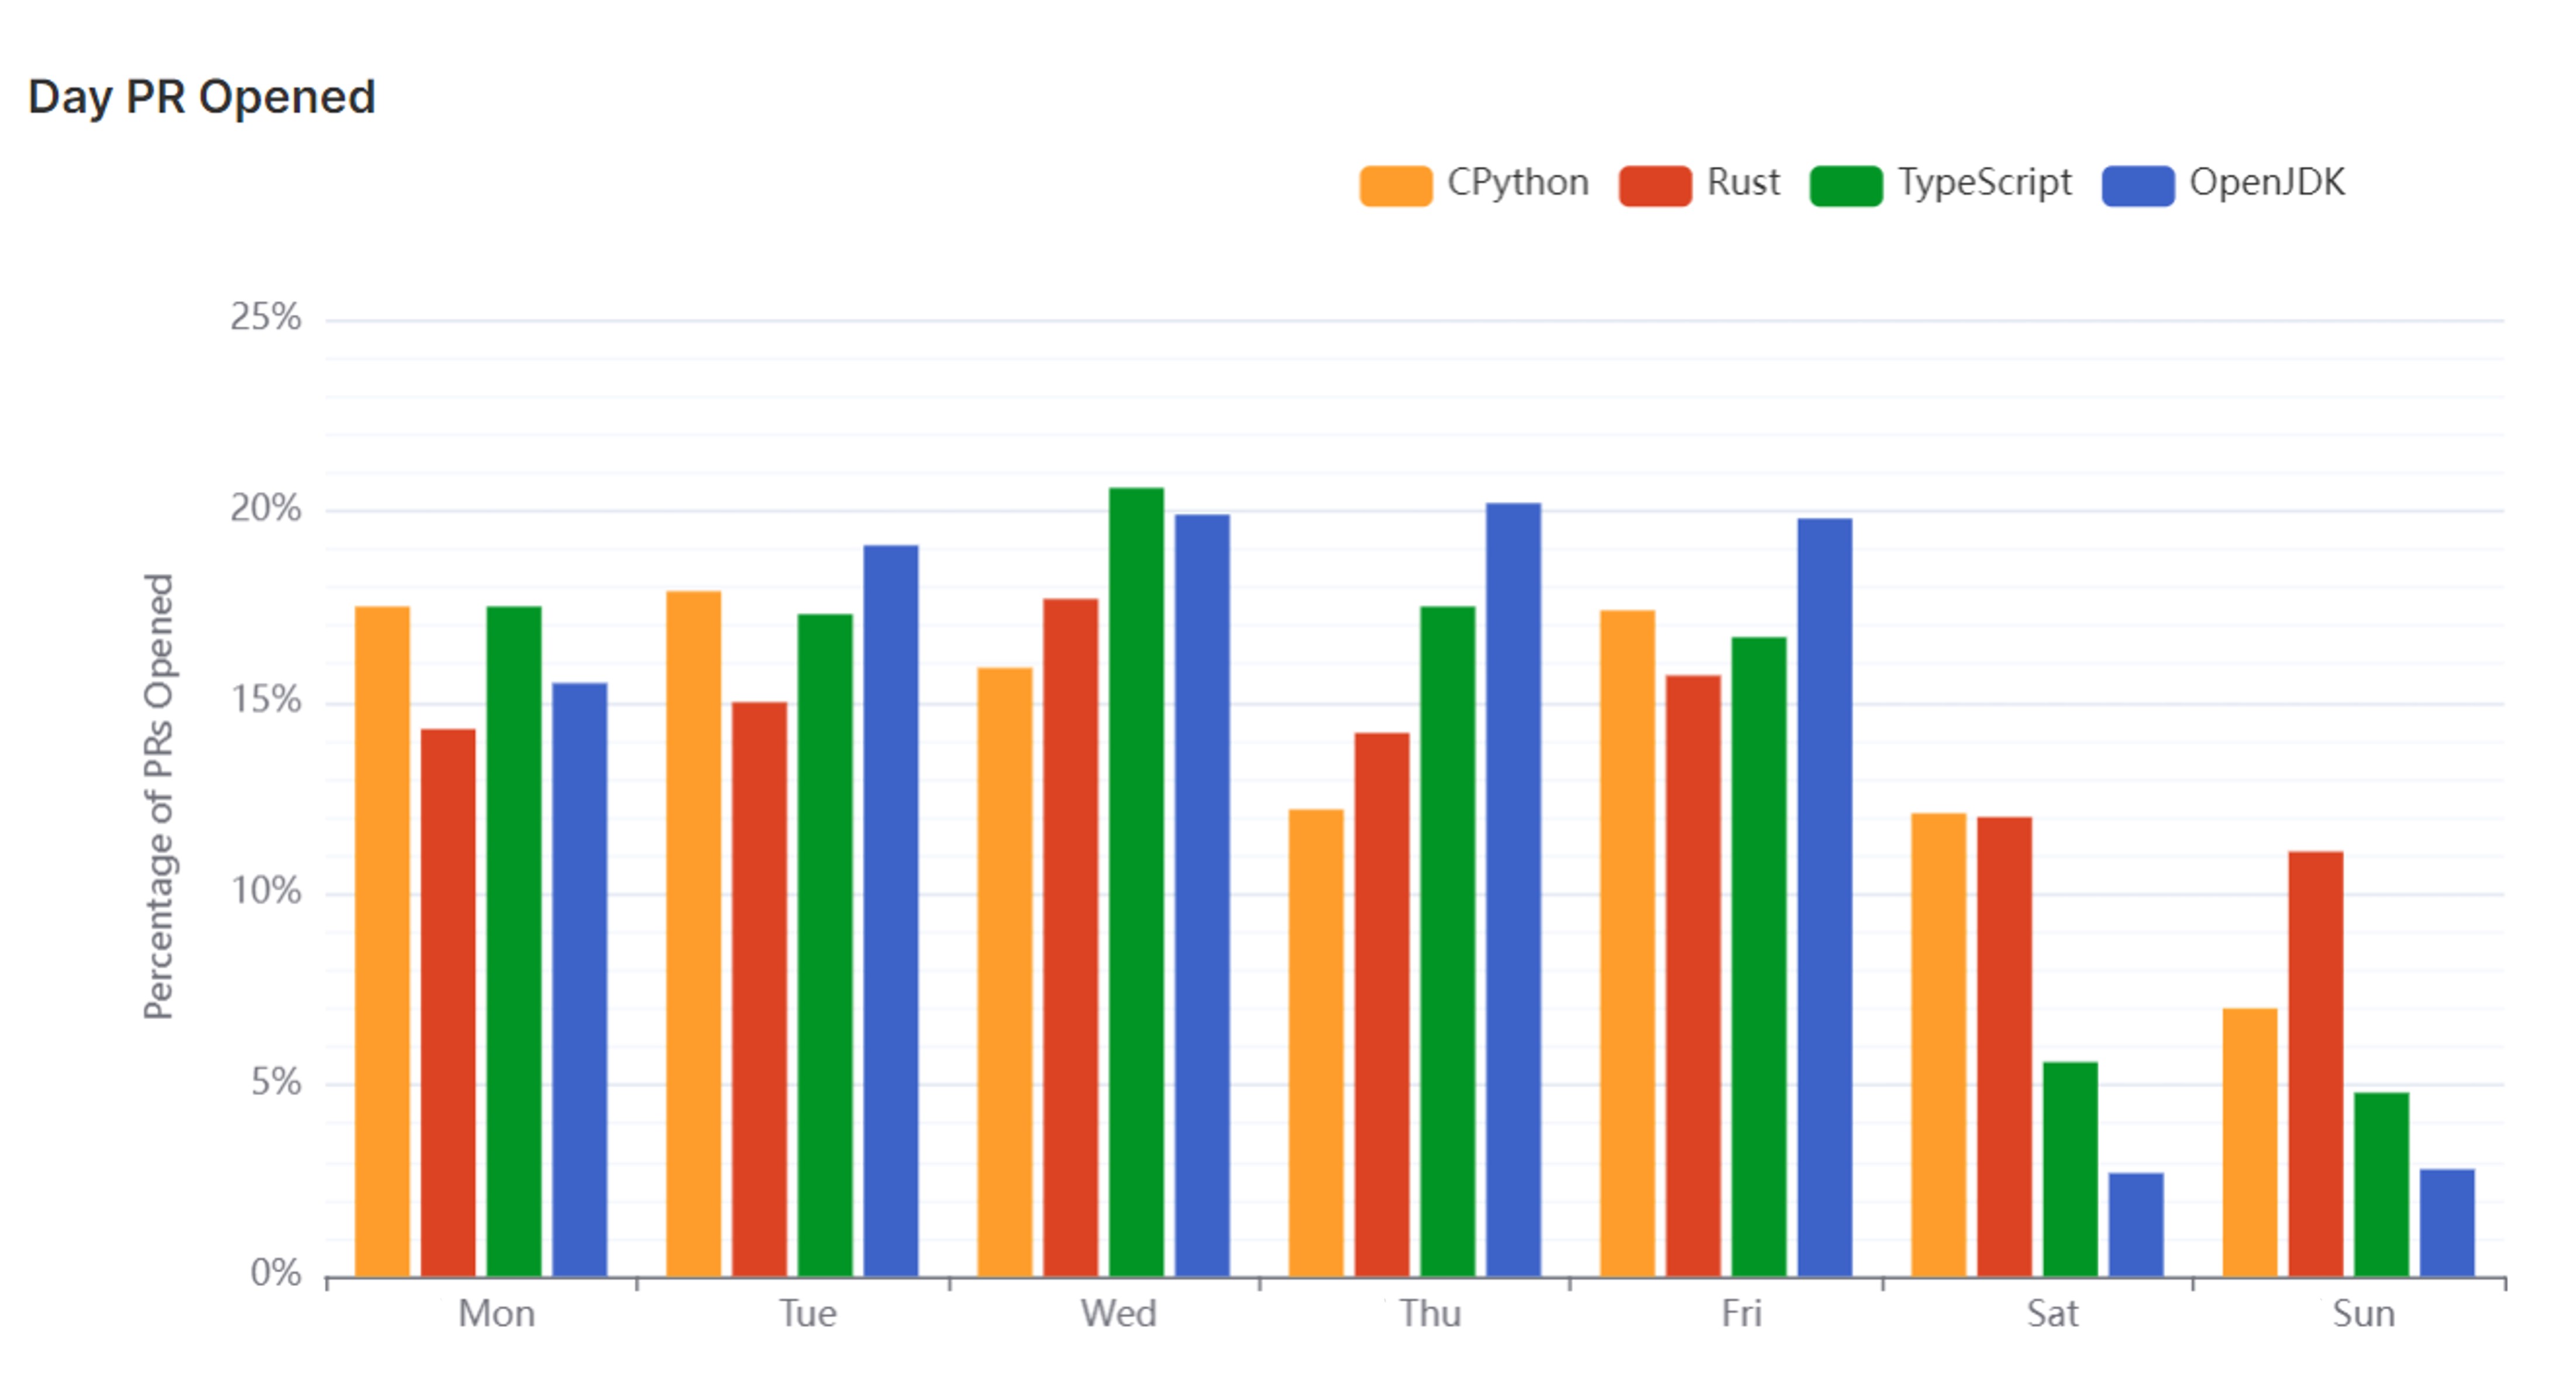 Day PR Opened
CPython Rust TypeScript OpenJDK
25%
20%
15%
10%
5%
0%
Percentage of PRs Opened
Mon Tue Wed Thu Fri Sat Sun